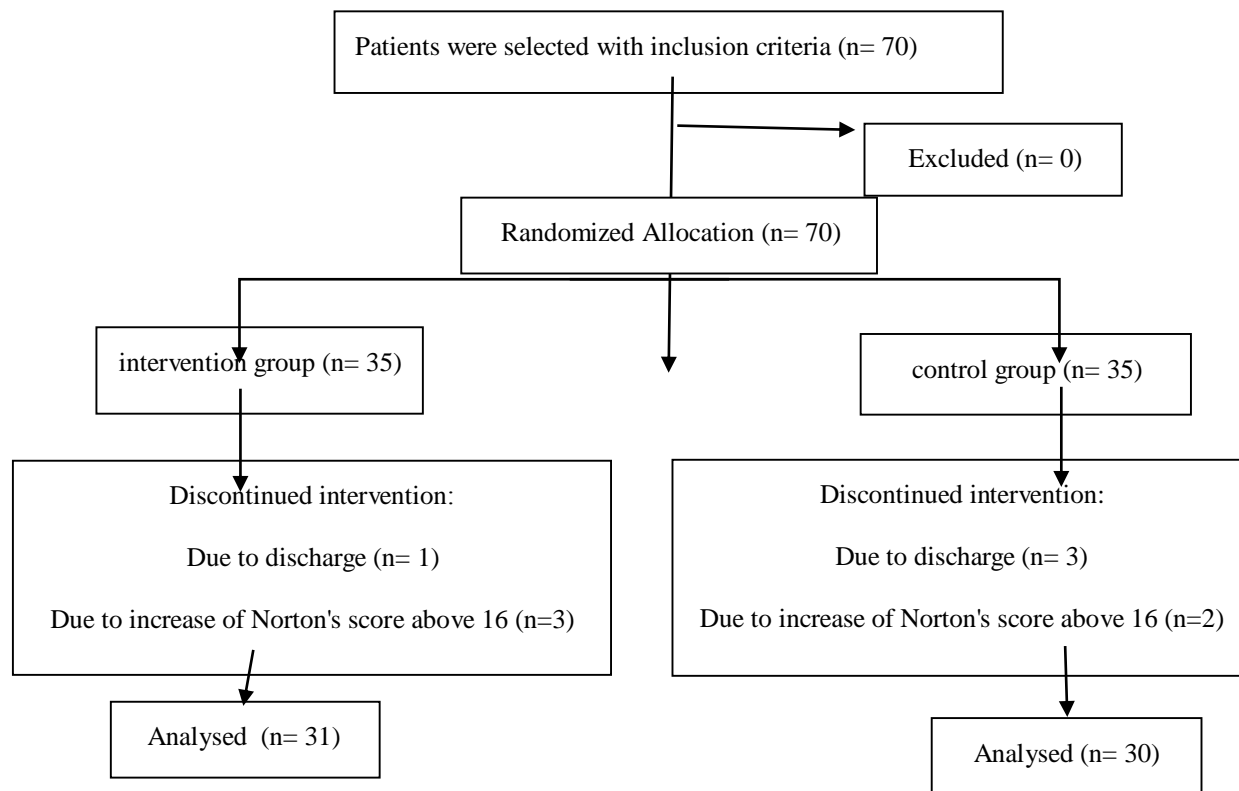 Patients were selected with inclusion criteria (n= 70)
Excluded (n= 0)
Randomized Allocation (n= 70)
intervention group (n= 35)
control group (n= 35)
Discontinued intervention:
Due to discharge (n= 1)
Due to increase of Norton's score above 16 (n=3)
Discontinued intervention:
Due to discharge (n= 3)
Due to increase of Norton's score above 16 (n=2)
Analysed  (n= 31)
Analysed (n= 30)